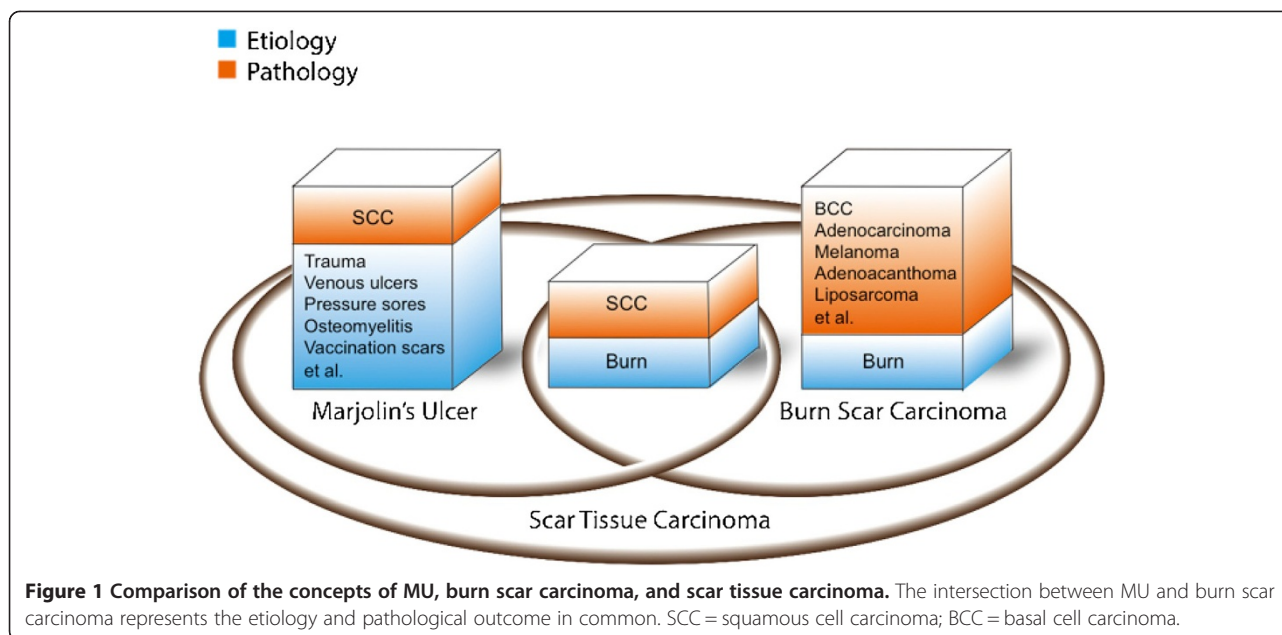 Etiology
Pathology
SCC
Trauma
Venous ulcers
Pressure sores
Osteomyelitis
Vaccination scars
et al.
SCC
Burn
BCC
Adenocarcinoma
Melanoma
Adenoacanthoma
Liposarcoma
et al.
Burn
Marjolin's Ulcer
Burn Scar Carcinoma
Scar Tissue Carcinoma
Figure 1 Comparison of the concepts of MU, burn scar carcinoma, and scar tissue carcinoma. The intersection between MU and burn scar
carcinoma represents the etiology and pathological outcome in common. SCC = squamous cell carcinoma; BCC = basal cell carcinoma.